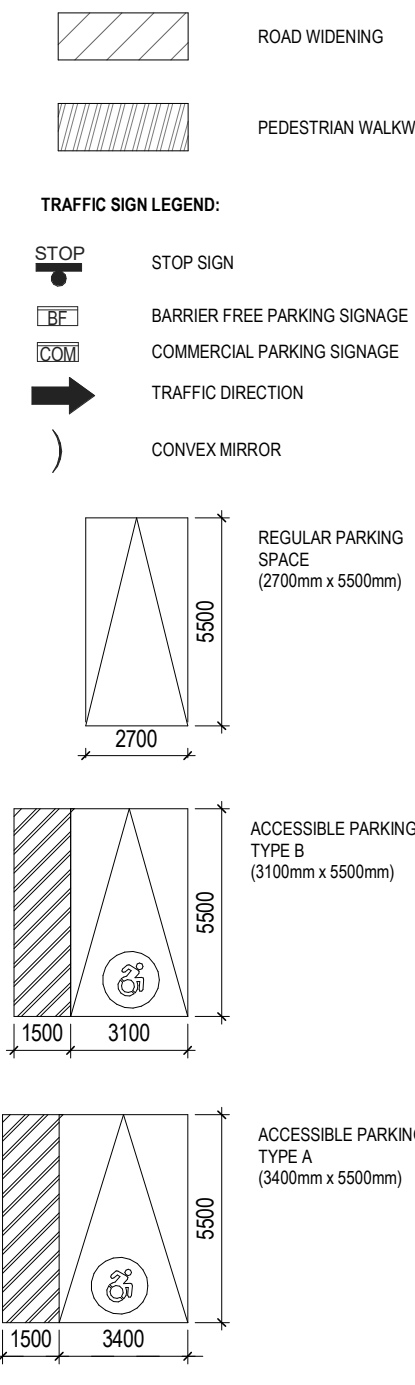 ROAD WIDENING
PEDESTRIAN WALKW
TRAFFIC SIGN LEGEND:
STOP
STOP SIGN
BF
BARRIER FREE PARKING SIGNAGE
COM
COMMERCIAL PARKING SIGNAGE
TRAFFIC DIRECTION
CONVEX MIRROR
REGULAR PARKING
SPACE
(2700mm x 5500mm)
5500
2700
ACCESSIBLE PARKING
TYPE B
(3100mm x 5500mm)
5500
1500
3100
ACCESSIBLE PARKING
TYPE A
(3400mm x 5500mm)
5500
1500
3400